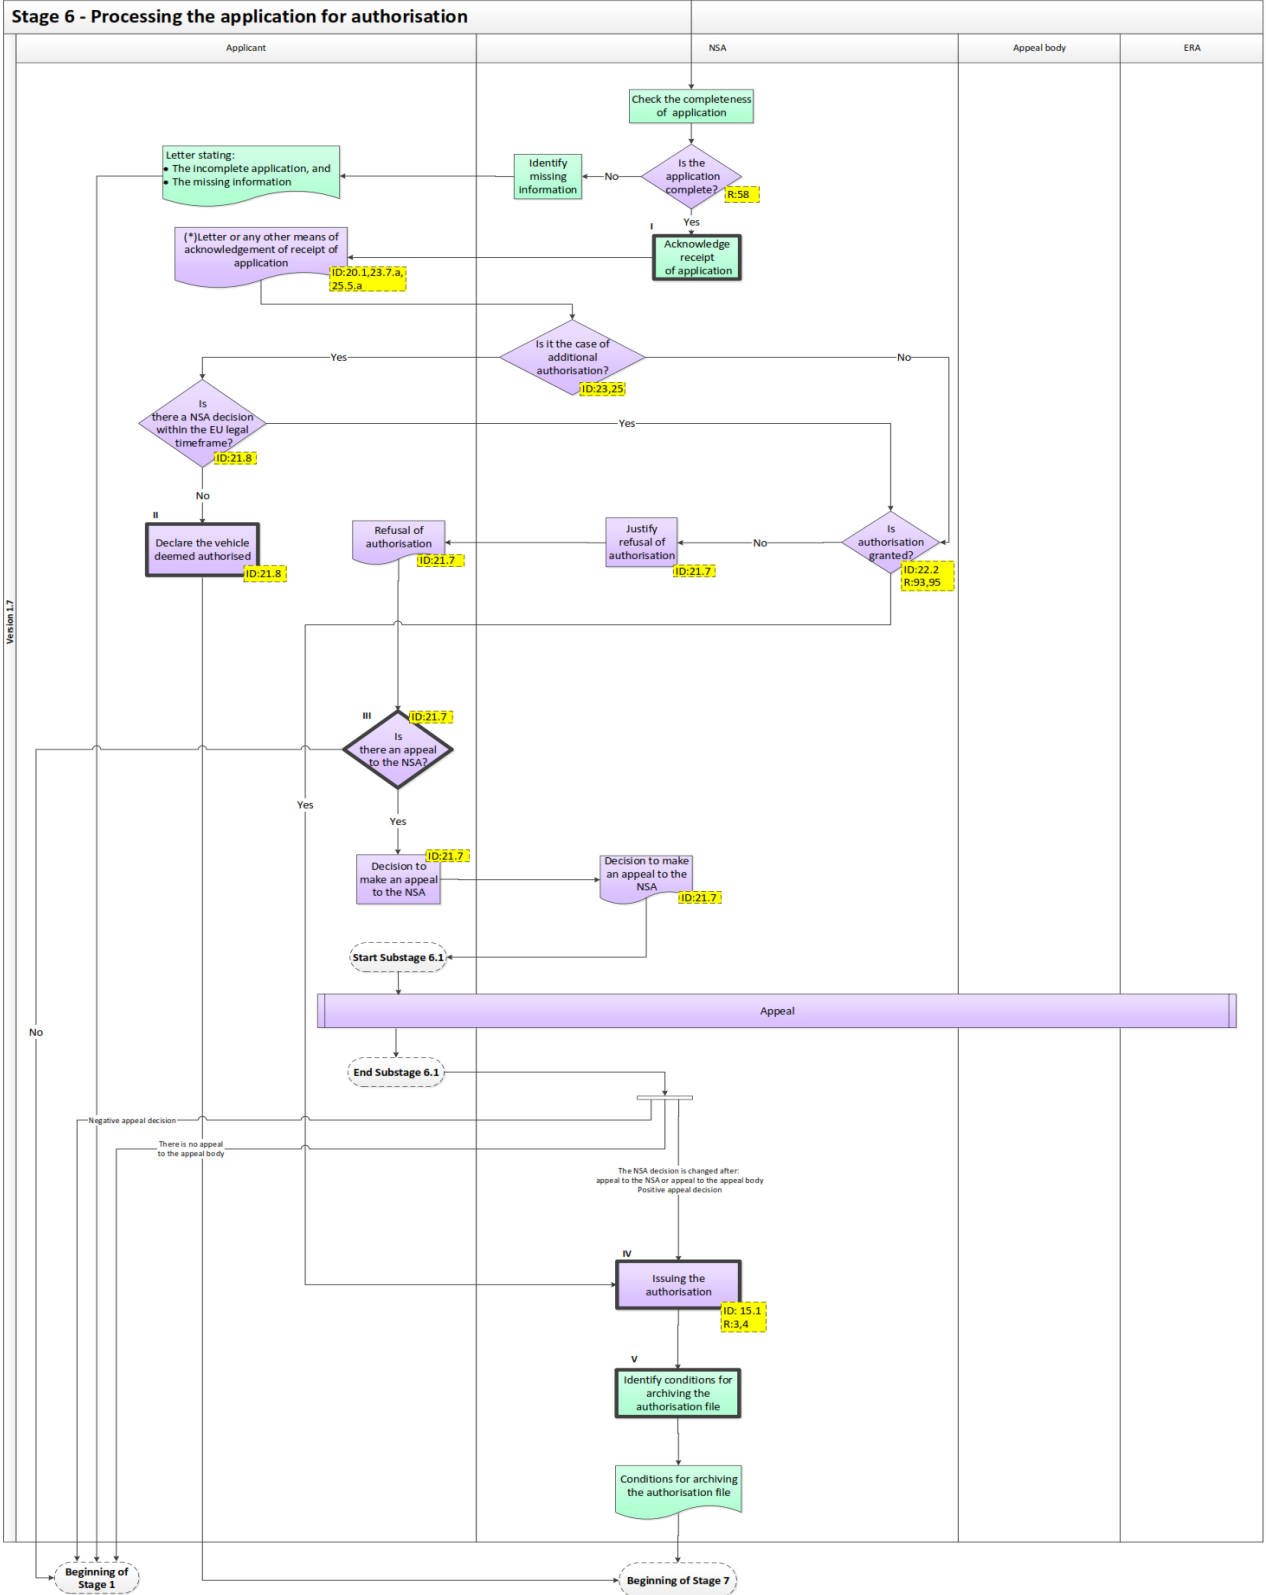 Stage 6 - Processing the application for authorisation
Applicant
NSA
Appeal body
ERA
Version 1.7
Check the completeness
of application
Is the
application
complete?
R:58
No
Identify
missing
information
Letter stating:
• The incomplete application, and
• The missing information
Yes
I
Acknowledge
receipt
of application
(*)Letter or any other means of
acknowledgement of receipt of
application
ID:20.1,23.7.a,
25.5.a
Is it the case of
additional
authorisation?
ID:23,25
Yes
No
Is
there a NSA decision
within the EU legal
timeframe?
ID:21.8
Yes
No
II
Declare the vehicle
deemed authorised
ID:21.8
Refusal of
authorisation
ID:21.7
Justify
refusal of
authorisation
ID:21.7
No
Is
authorisation
granted?
ID:22.2
R:93,95
III
ID:21.7
Is
there an appeal
to the NSA?
Yes
Yes
ID:21.7
Decision to
make an appeal
to the NSA
Decision to make
an appeal to the
NSA
ID:21.7
Start Substage 6.1
Appeal
No
End Substage 6.1
Negative appeal decision
There is no appeal
to the appeal body
The NSA decision is changed after:
appeal to the NSA or appeal to the appeal body
Positive appeal decision
IV
Issuing the
authorisation
ID: 15.1
R:3,4
V
Identify conditions for
archiving the
authorisation file
Conditions for archiving
the authorisation file
Beginning of
Stage 1
Beginning of Stage 7